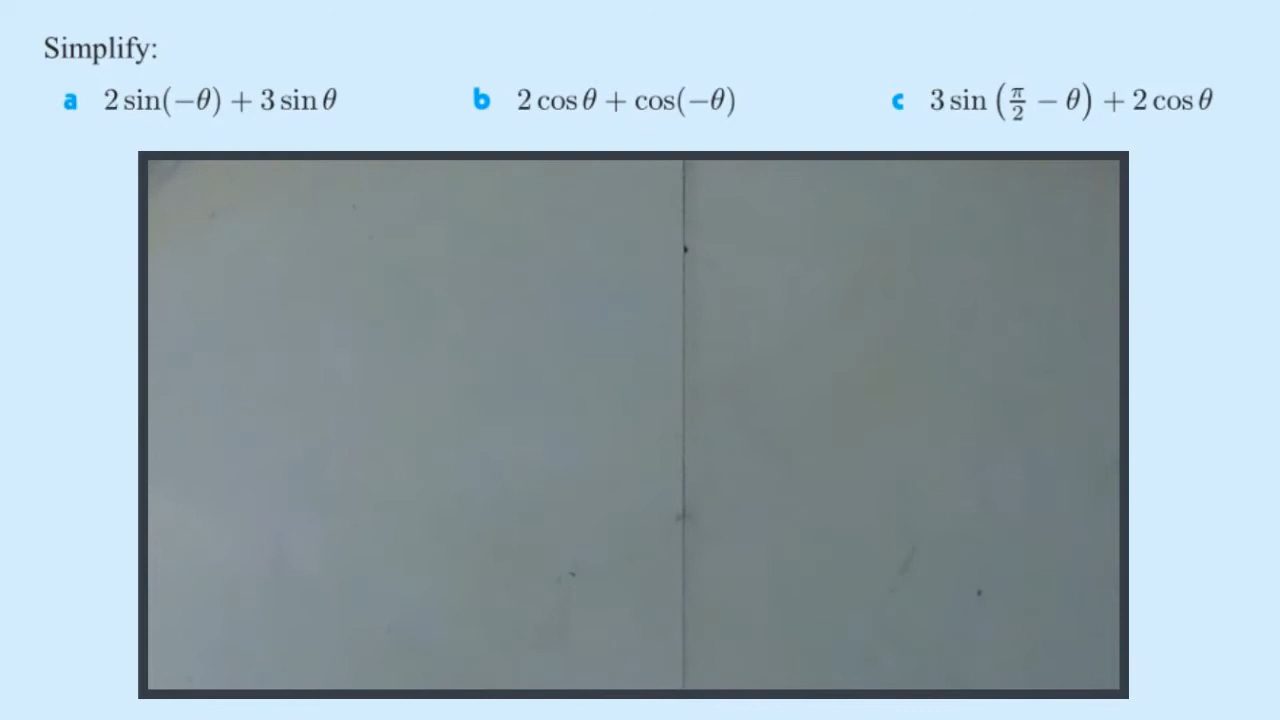 Simplify:
a 2 sin(−θ) + 3 sin θ b 2 cos θ + cos(−θ) c 3 sin (π/2 − θ) + 2 cos θ